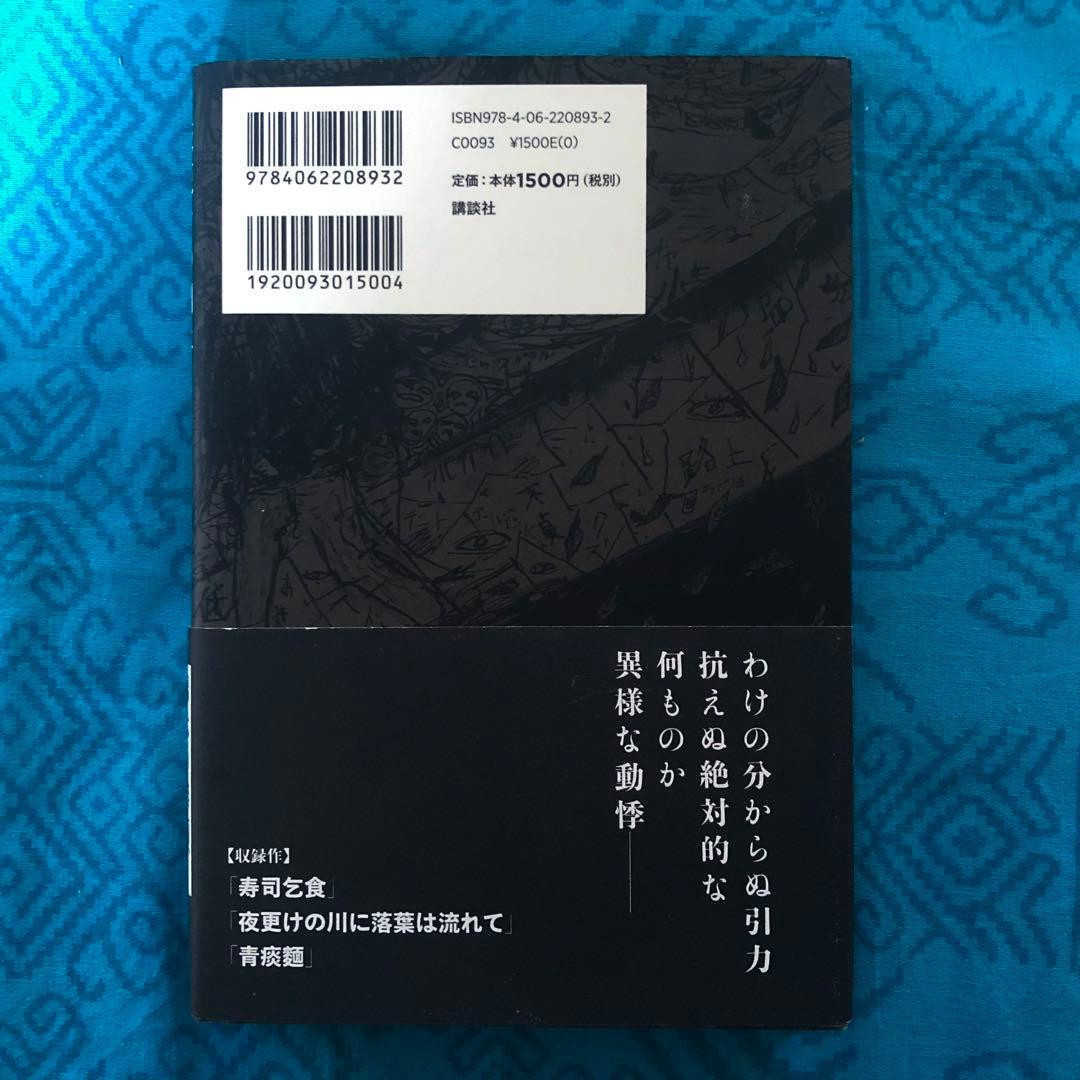 ISBN978-4-06-220893-2
C0093 ¥1500E(0)
9784062208932
定価:本体1500円(税別)
講談社
1920093015004
路上
わけの分からぬ引力
抗えぬ絶対的な
何ものか
異様な動悸――
【収録作】
「寿司乞食」
「夜更けの川に落葉は流れて」
「青痰麺」